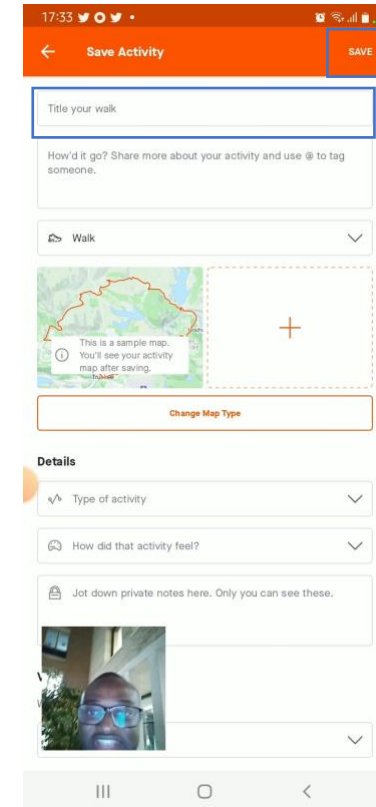 17:33
Save Activity
SAVE
Title your walk
How'd it go? Share more about your activity and use @ to tag
someone.
Walk
This is a sample map.
You'll see your activity
map after saving.
Change Map Type
Details
Type of activity
How did that activity feel?
Jot down private notes here. Only you can see these.